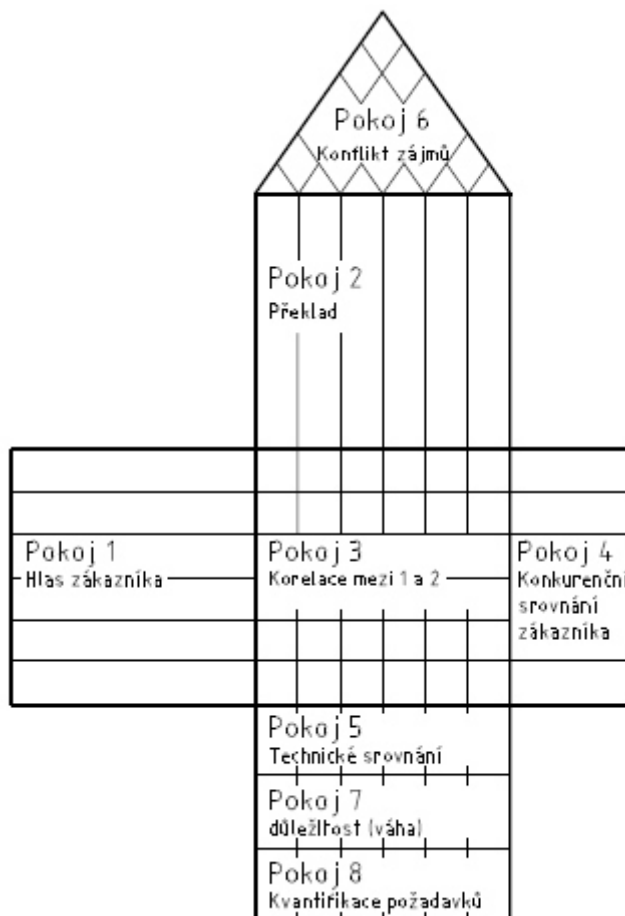 Pokoj 6
Konflikt zájmů
Pokoj 2
Překlad
Pokoj 1
Hlas zákazníka
Pokoj 3
Korelace mezi 1 a 2
Pokoj 4
Konkurenční
srovnání
zákazníka
Pokoj 5
Technické srovnání
Pokoj 7
důležitost (váha)
Pokoj 8
Kvantifikace požadavků